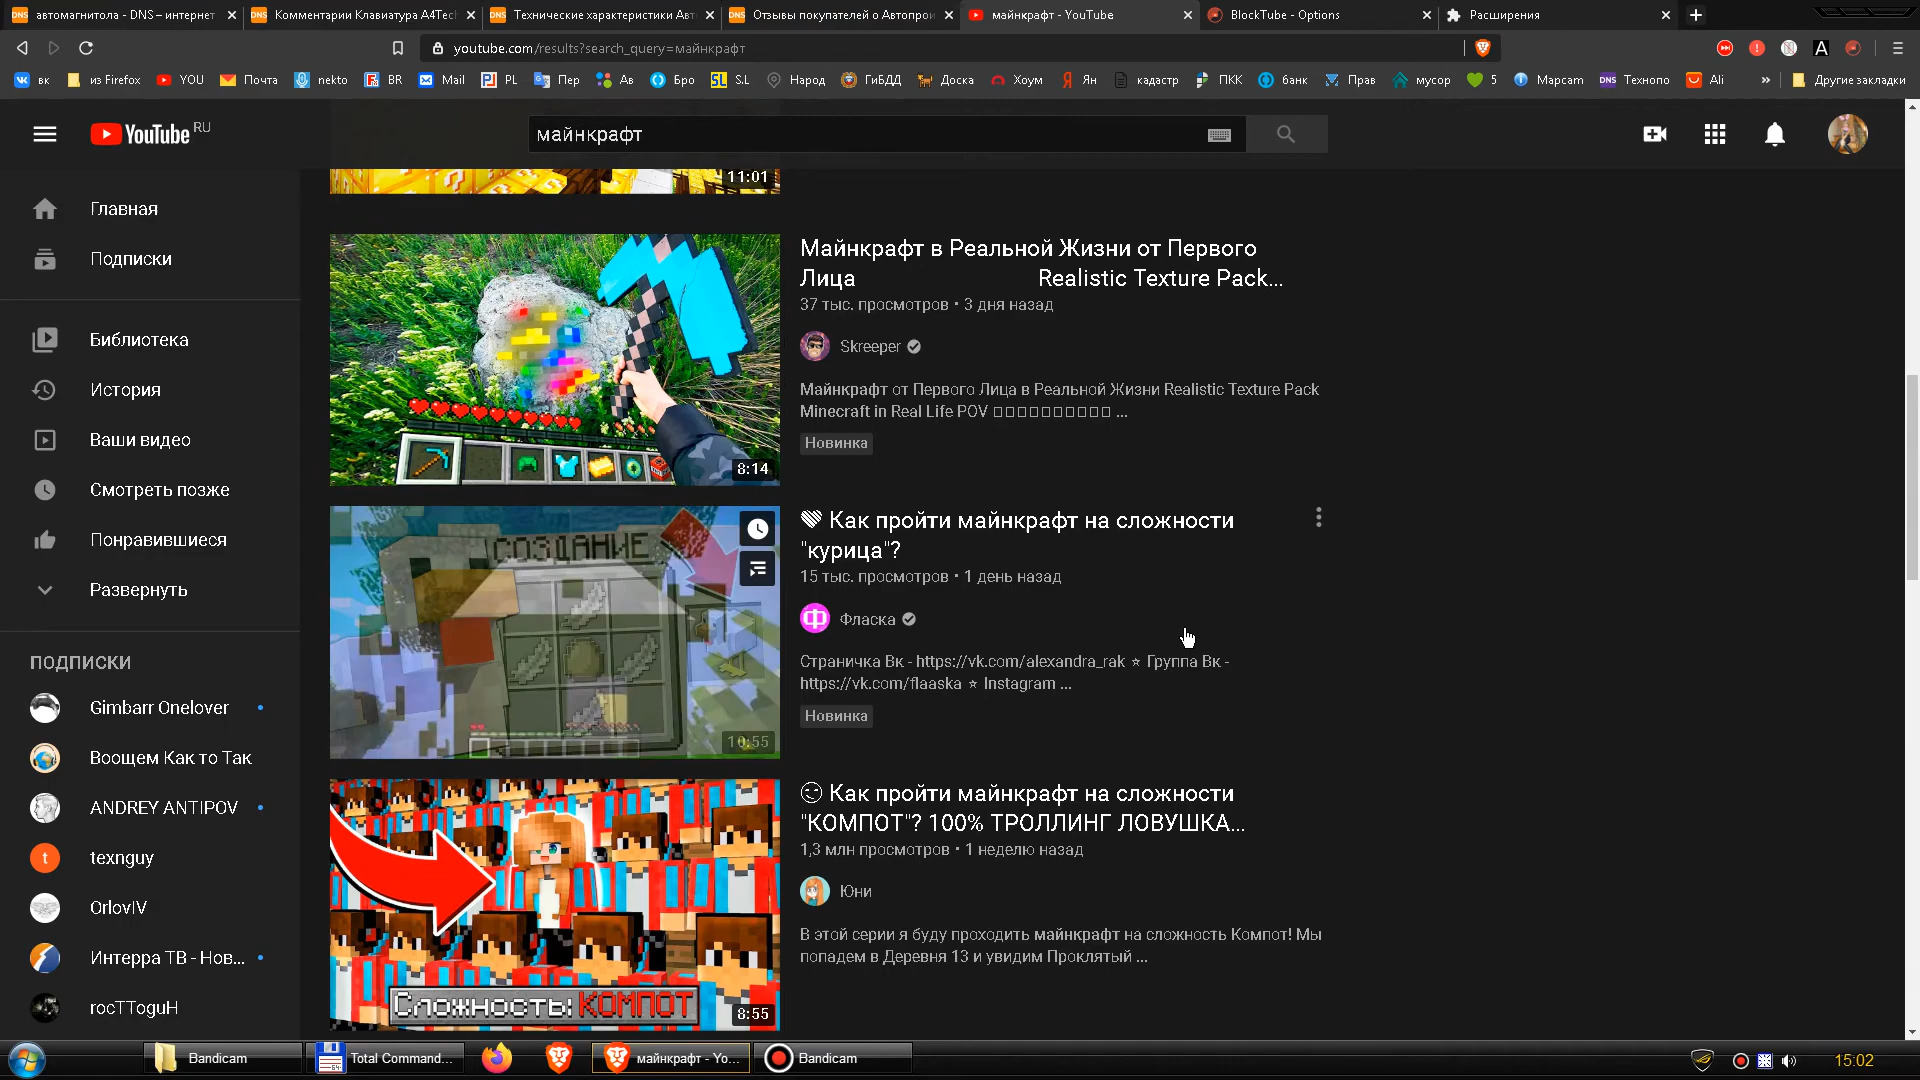 автомагнитола - DNS – интернет
Комментарии Клавиатура A4Tec
Технические характеристики Авт
Отзывы покупателей о Автопрои
майнкрафт - YouTube
BlockTube - Options
Расширения
youtube.com/results?search_query=майнкрафт
вк
из Firefox
YOU
Почта
nekto
BR
Mail
PL
Пер
Ав
Бро
S.L
Народ
ГиБДД
Доска
Хоум
Ян
кадастр
ПКК
банк
Прав
мусор
5
Марсат
Технопо
Ali
»
Другие закладки
YouTube RU
майнкрафт
Главная
Подписки
Библиотека
История
Ваши видео
Смотреть позже
Понравившиеся
Развернуть
ПОДПИСКИ
Gimbarr Onelover
Воощем Как то Так
ANDREY ANTIPOV
texnguy
OrlovIV
Интерра ТВ - Нов...
rocTToguH
11:01
Майнкрафт в Реальной Жизни от Первого
Лица Realistic Texture Pack...
37 тыс. просмотров • 3 дня назад
Skreeper
Майнкрафт от Первого Лица в Реальной Жизни Realistic Texture Pack
Minecraft in Real Life POV ...
Новинка
8:14
СОЗДАНИЕ
10:55
Как пройти майнкрафт на сложности
"курица"?
15 тыс. просмотров • 1 день назад
Фласка
Страничка Вк - https://vk.com/alexandra_rak ☆ Группа Вк -
https://vk.com/flaaska ☆ Instagram ...
Новинка
Как пройти майнкрафт на сложности
"КОМПОТ"? 100% ТРОЛЛИНГ ЛОВУШКА...
1,3 млн просмотров • 1 неделю назад
Юни
В этой серии я буду проходить майнкрафт на сложность Компот! Мы
попадем в Деревня 13 и увидим Проклятый ...
Сложность: КОМПОТ
8:55
Bandicam
Total Command...
майнкрафт - Yo...
Bandicam
15:02